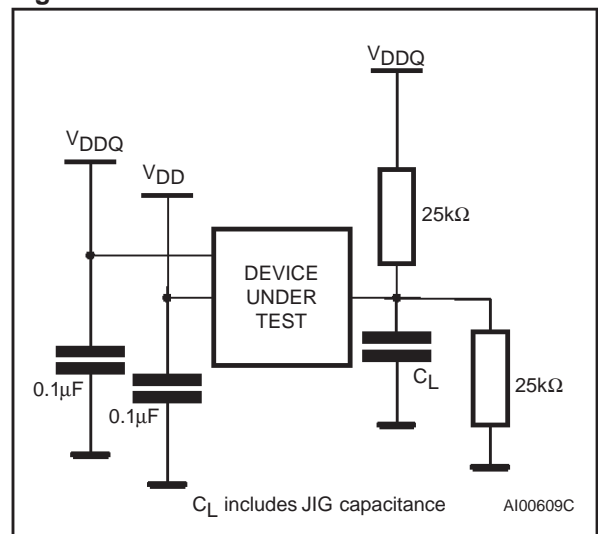 VDDQ
VDDQ
VDD
25kΩ
DEVICE
UNDER
TEST
0.1µF
0.1µF
CL
25kΩ
CL includes JIG capacitance
AI00609C